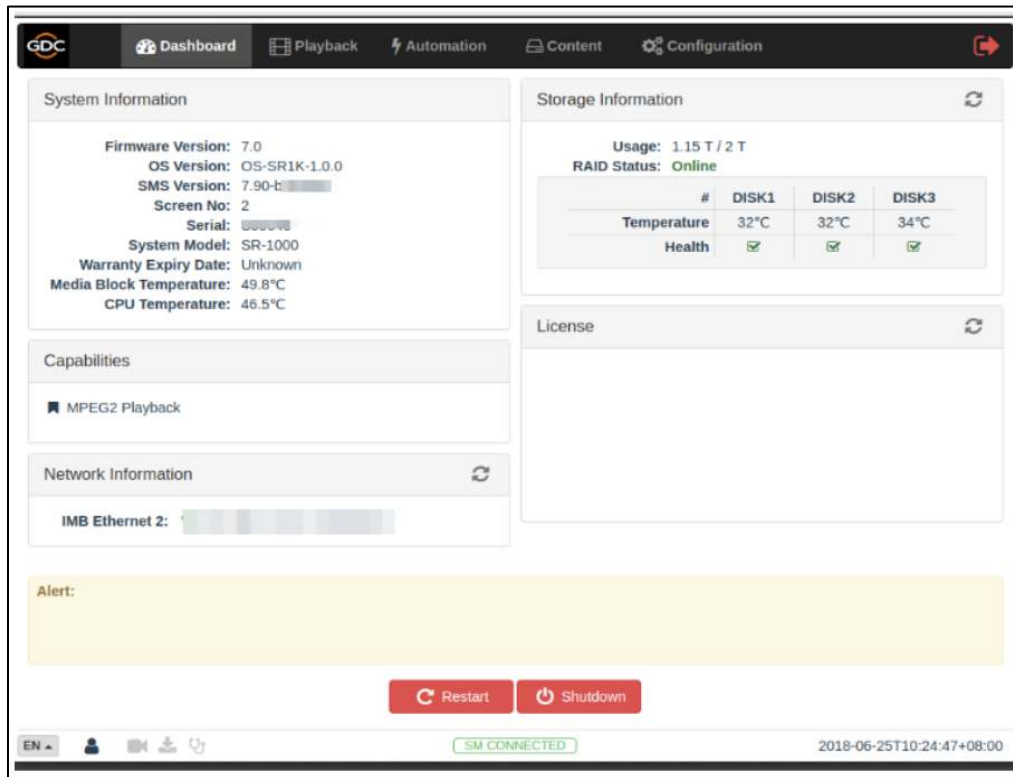 GDC Dashboard Playback Automation Content Configuration
System Information
Firmware Version: 7.0
OS Version: OS-SR1K-1.0.0
SMS Version: 7.90-b
Screen No: 2
Serial:
System Model: SR-1000
Warranty Expiry Date: Unknown
Media Block Temperature: 49.8°C
CPU Temperature: 46.5°C
Capabilities
MPEG2 Playback
Network Information
IMB Ethernet 2:
Storage Information
Usage: 1.15 T / 2 T
RAID Status: Online
# DISK1 DISK2 DISK3
Temperature 32°C 32°C 34°C
Health
License
Alert:
Restart Shutdown
EN SM CONNECTED 2018-06-25T10:24:47+08:00